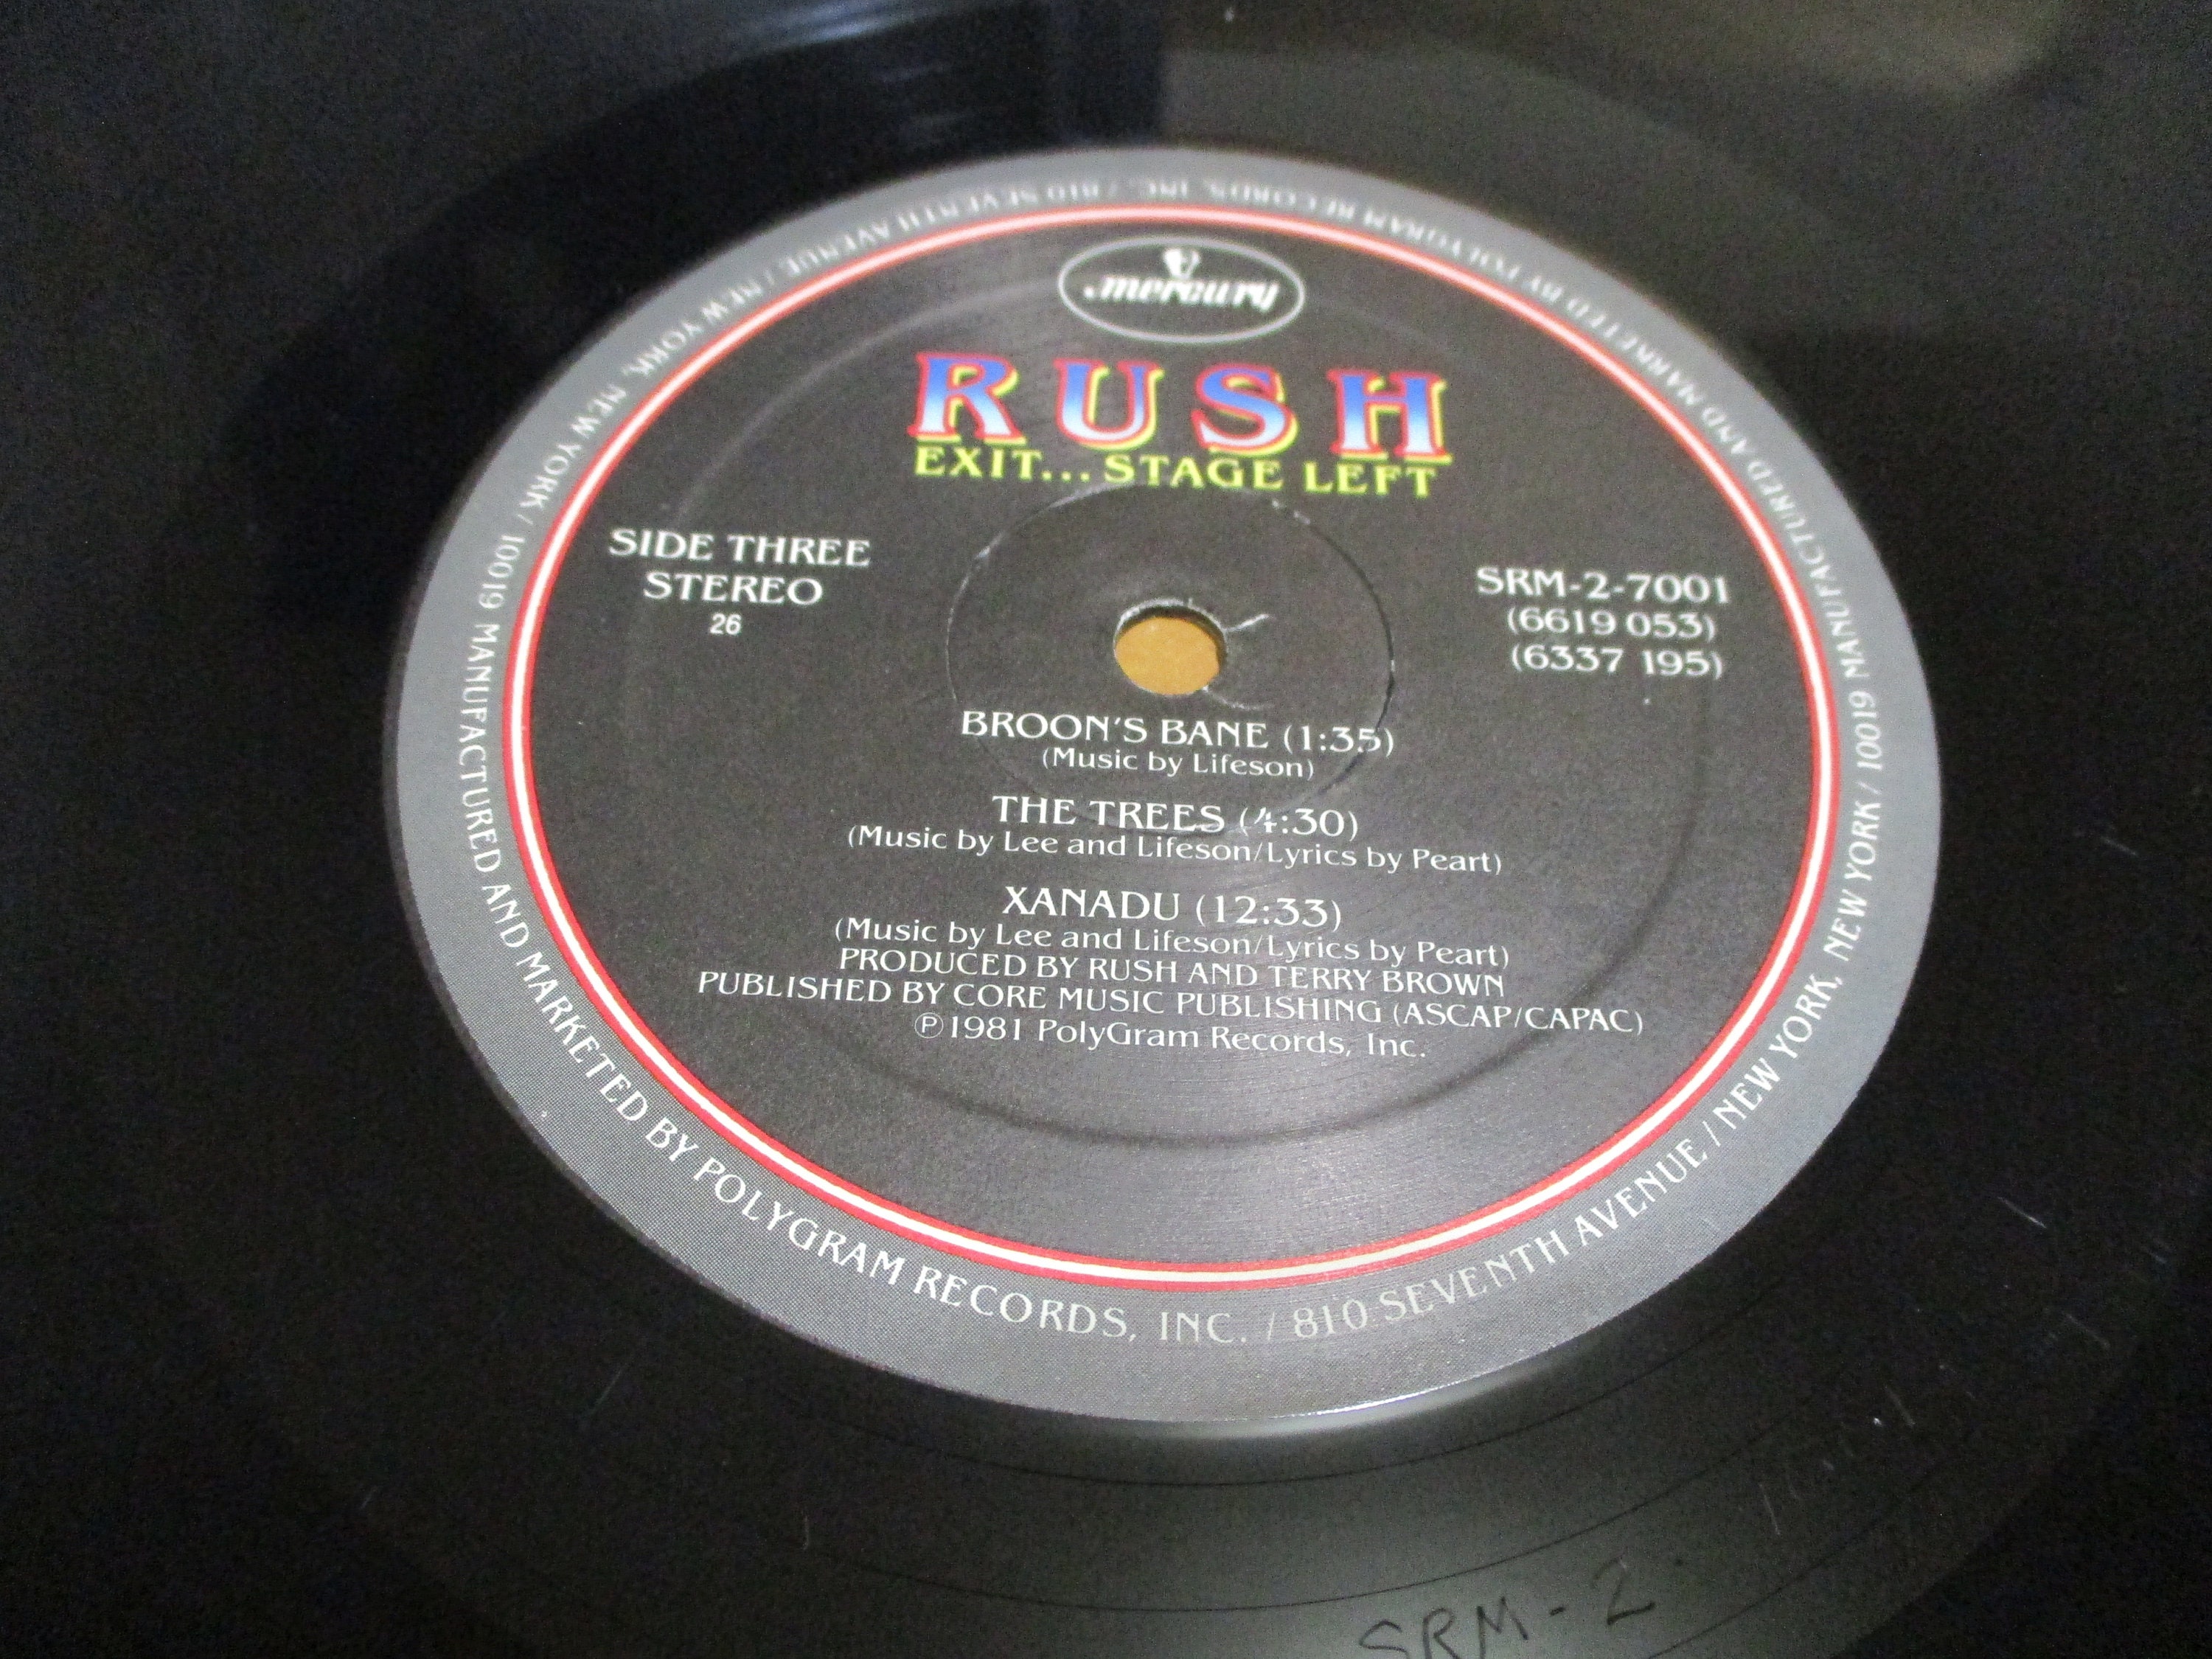 mercury
RUSH
EXIT... STAGE LEFT
SIDE THREE
STEREO
26
SRM-2-7001
(6619 053)
(6337 195)
BROON'S BANE (1:35)
(Music by Lifeson)
THE TREES (4:30)
(Music by Lee and Lifeson/Lyrics by Peart)
XANADU (12:33)
(Music by Lee and Lifeson/Lyrics by Peart)
PRODUCED BY RUSH AND TERRY BROWN
PUBLISHED BY CORE MUSIC PUBLISHING (ASCAP/CAPAC)
℗1981 PolyGram Records, Inc.
MANUFACTURED AND MARKETED BY POLYGRAM RECORDS, INC. / 810 SEVENTH AVENUE / NEW YORK, NEW YORK / 10019
MANUFACTURED AND MARKETED BY POLYGRAM RECORDS, INC. / 810 SEVENTH AVENUE / NEW YORK, NEW YORK / 10019
SRM-2